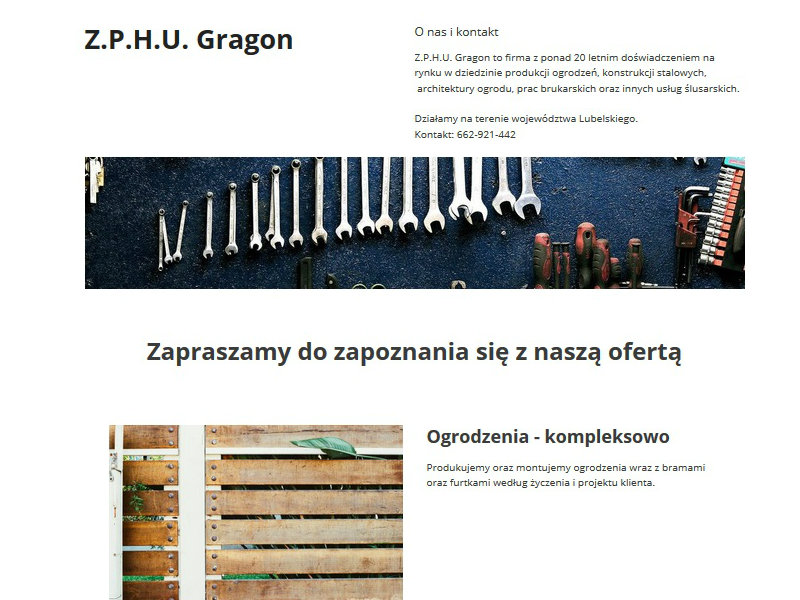 Z.P.H.U. Gragon
O nas i kontakt
Z.P.H.U. Gragon to firma z ponad 20 letnim doświadczeniem na
rynku w dziedzinie produkcji ogrodzeń, konstrukcji stalowych,
architektury ogrodu, prac brukarskich oraz innych usług ślusarskich.
Działamy na terenie województwa Lubelskiego.
Kontakt: 662-921-442
Zapraszamy do zapoznania się z naszą ofertą
Ogrodzenia - kompleksowo
Produkujemy oraz montujemy ogrodzenia wraz z bramami
oraz furtkami według życzenia i projektu klienta.